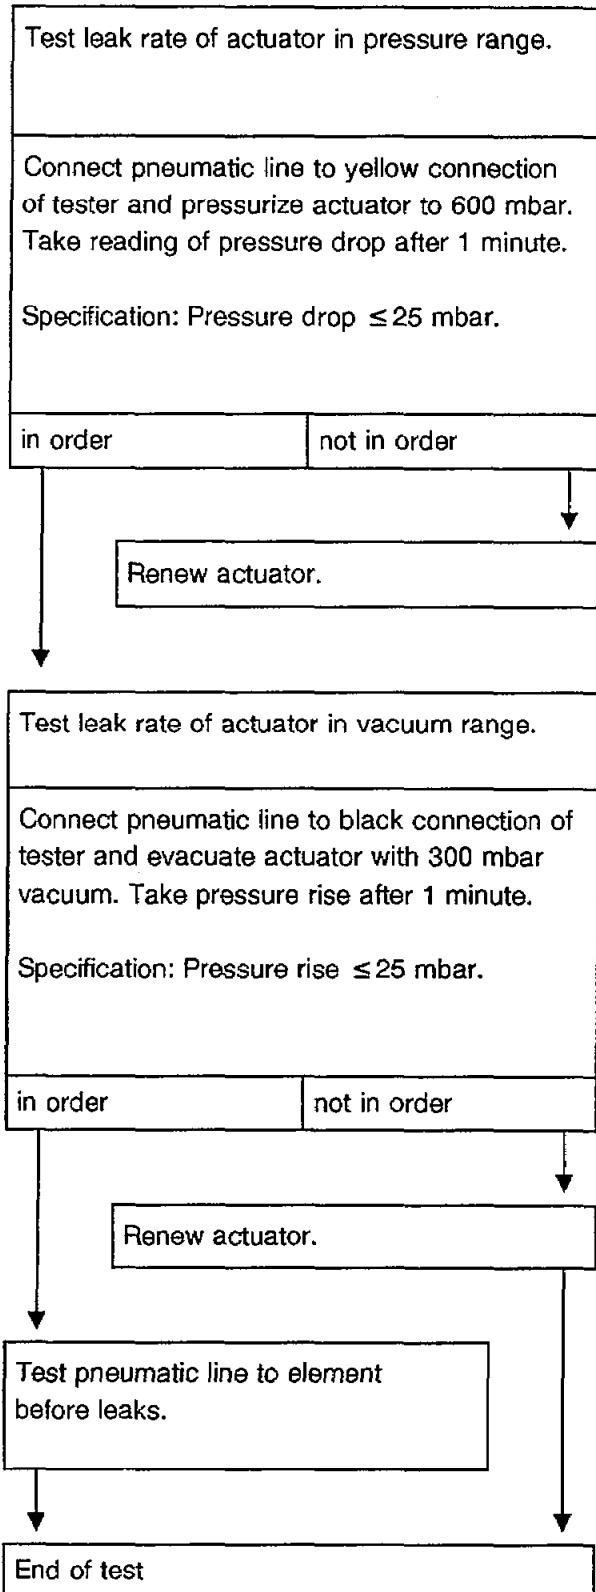 Test leak rate of actuator in pressure range.
Connect pneumatic line to yellow connection
of tester and pressurize actuator to 600 mbar.
Take reading of pressure drop after 1 minute.
Specification: Pressure drop ≤25 mbar.
in order
not in order
Renew actuator.
Test leak rate of actuator in vacuum range.
Connect pneumatic line to black connection of
tester and evacuate actuator with 300 mbar
vacuum. Take pressure rise after 1 minute.
Specification: Pressure rise ≤25 mbar.
in order
not in order
Renew actuator.
Test pneumatic line to element
before leaks.
End of test